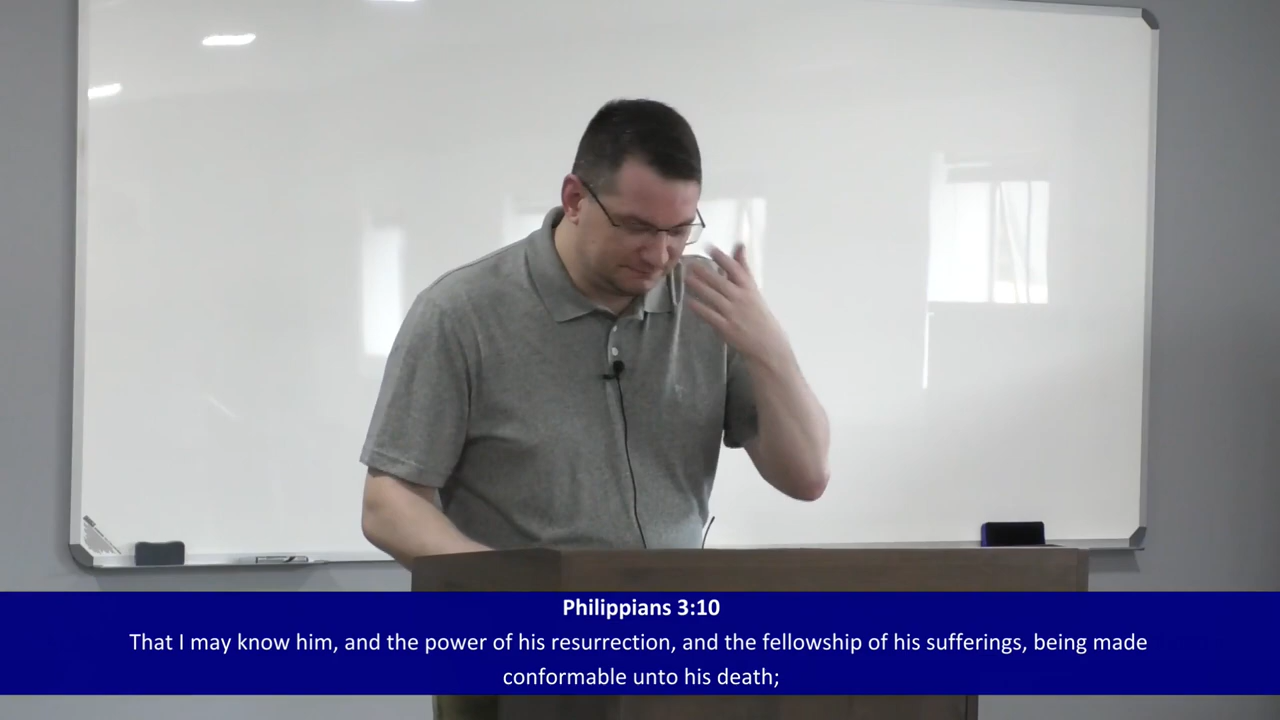 Philippians 3:10
That I may know him, and the power of his resurrection, and the fellowship of his sufferings, being made
conformable unto his death;